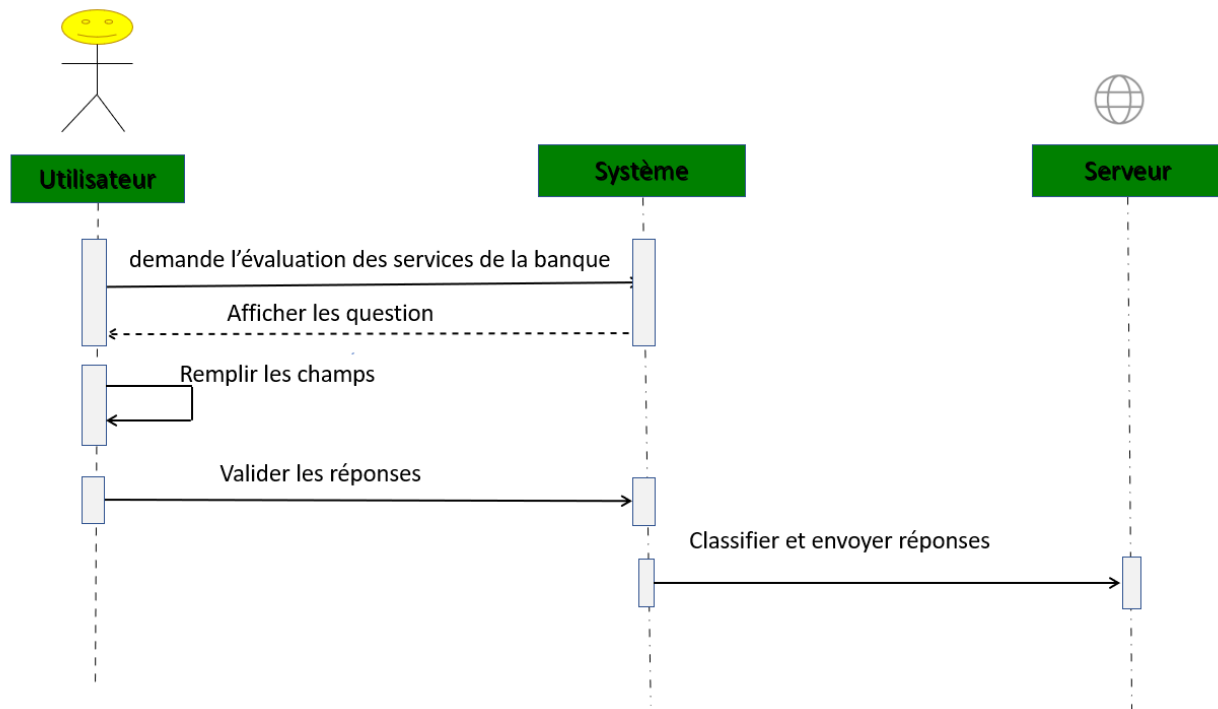 Utilisateur
Système
Serveur
demande l’évaluation des services de la banque
Afficher les question
Remplir les champs
Valider les réponses
Classifier et envoyer réponses